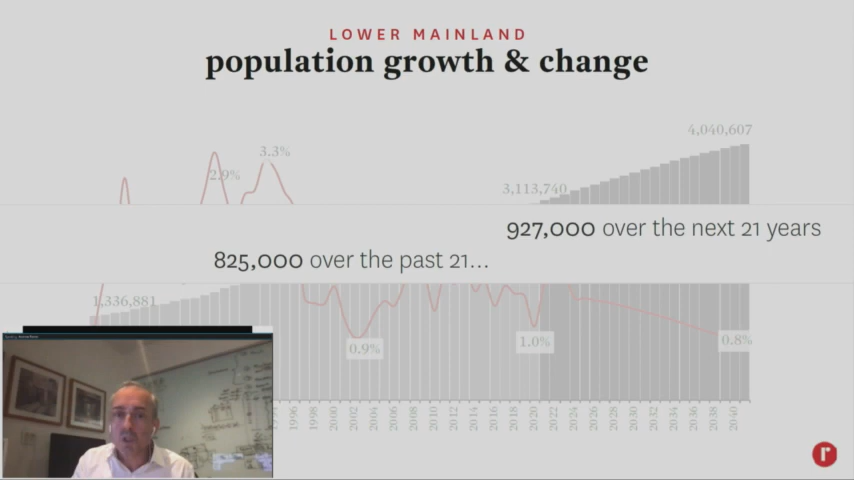 LOWER MAINLAND
population growth & change
4,040,607
3.3%
2.9%
3,113,740
927,000 over the next 21 years
825,000 over the past 21...
1,336,881
0.9%
1.0%
0.8%
1996 1998 2000 2002 2004 2006 2008 2010 2012 2014 2016 2018 2020 2022 2024 2026 2028 2030 2032 2034 2036 2038 2040
r